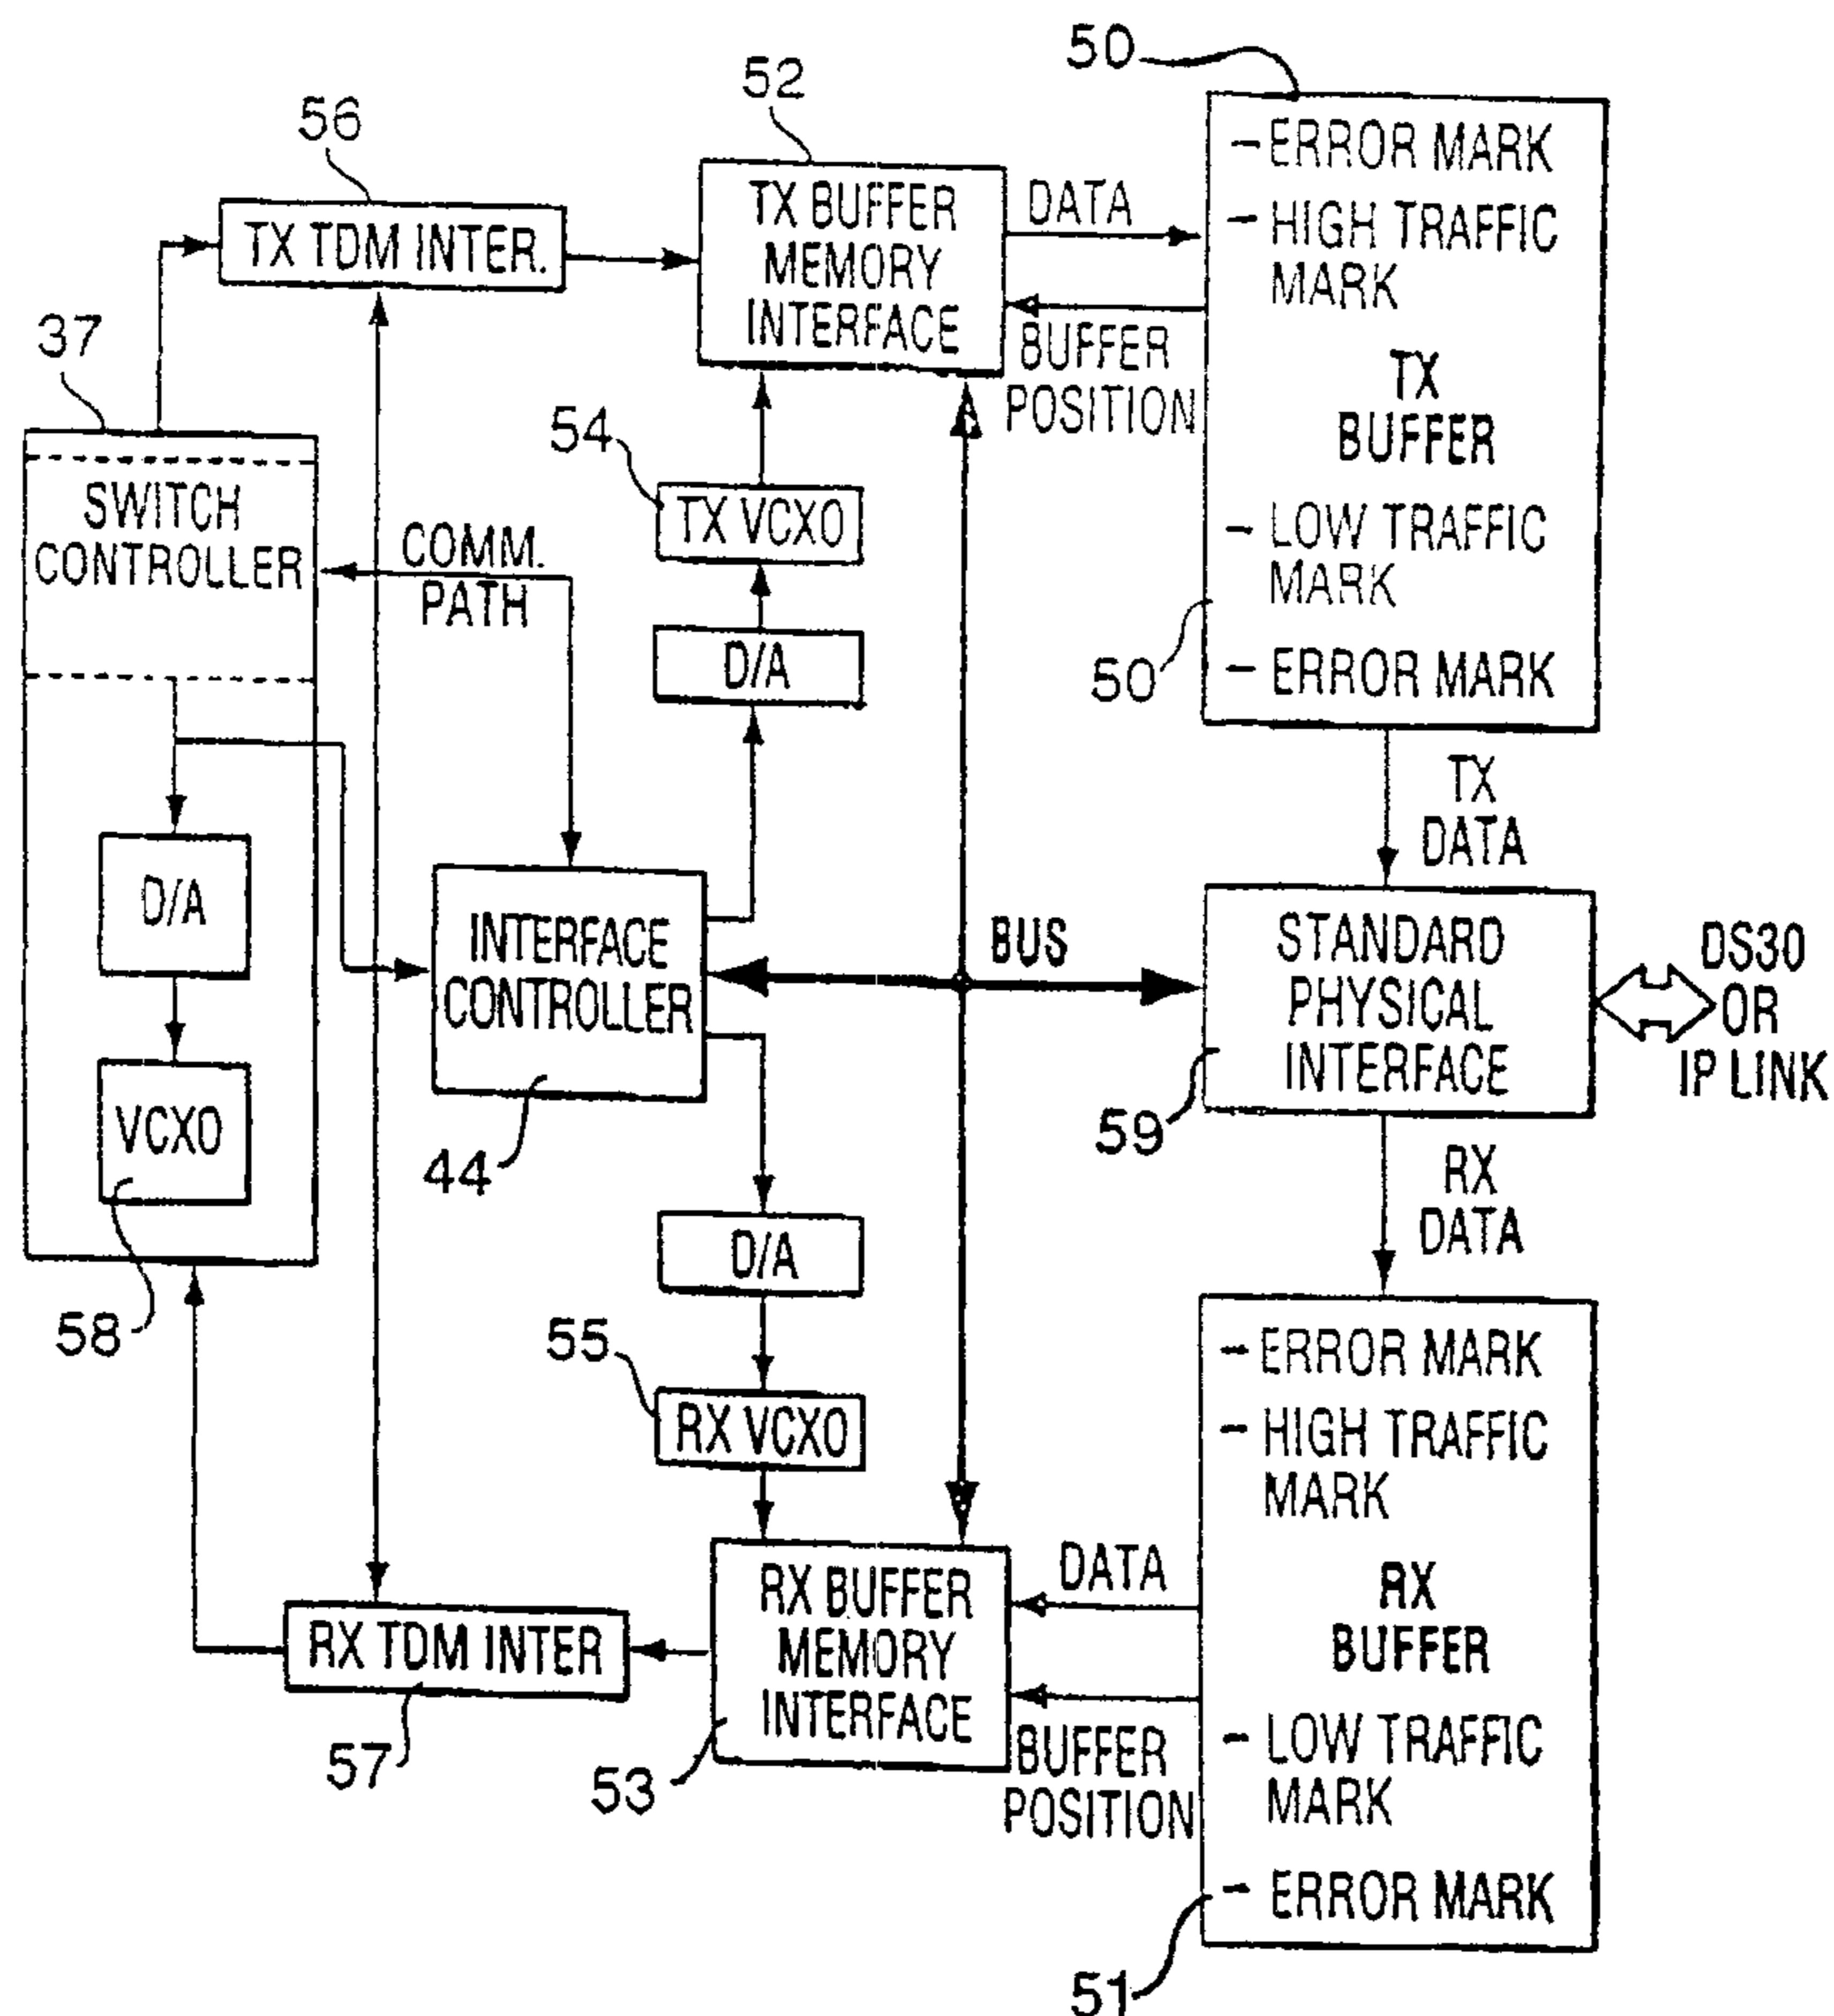 50
52
56
TX TDM INTER.
TX BUFFER
MEMORY
INTERFACE
DATA
BUFFER
POSITION
- ERROR MARK
- HIGH TRAFFIC
MARK
TX
BUFFER
- LOW TRAFFIC
MARK
- ERROR MARK
50
37
SWITCH
CONTROLLER
COMM.
PATH
54
TX VCXO
D/A
TX
DATA
D/A
VCXO
58
INTERFACE
CONTROLLER
44
BUS
STANDARD
PHYSICAL
INTERFACE
59
DS30
OR
IP LINK
RX
DATA
D/A
55
RX VCXO
RX TDM INTER
57
RX BUFFER
MEMORY
INTERFACE
53
DATA
BUFFER
POSITION
- ERROR MARK
- HIGH TRAFFIC
MARK
RX
BUFFER
- LOW TRAFFIC
MARK
- ERROR MARK
51